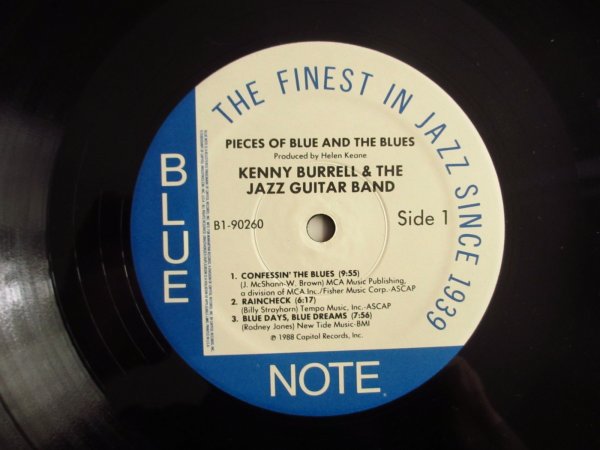 THE FINEST IN JAZZ SINCE 1939
PIECES OF BLUE AND THE BLUES
Produced by Helen Keane
KENNY BURRELL & THE
JAZZ GUITAR BAND
B1-90260
Side 1
1. CONFESSIN' THE BLUES (9:55)
(J. McShann-W. Brown) MCA Music Publishing,
a division of MCA Inc./Fisher Music Corp.-ASCAP
2. RAINCHECK (6:17)
(Billy Strayhorn) Tempo Music, Inc.-ASCAP
3. BLUE DAYS, BLUE DREAMS (7:56)
(Rodney Jones) New Tide Music-BMI
℗ 1988 Capitol Records, Inc.
BLUE
NOTE